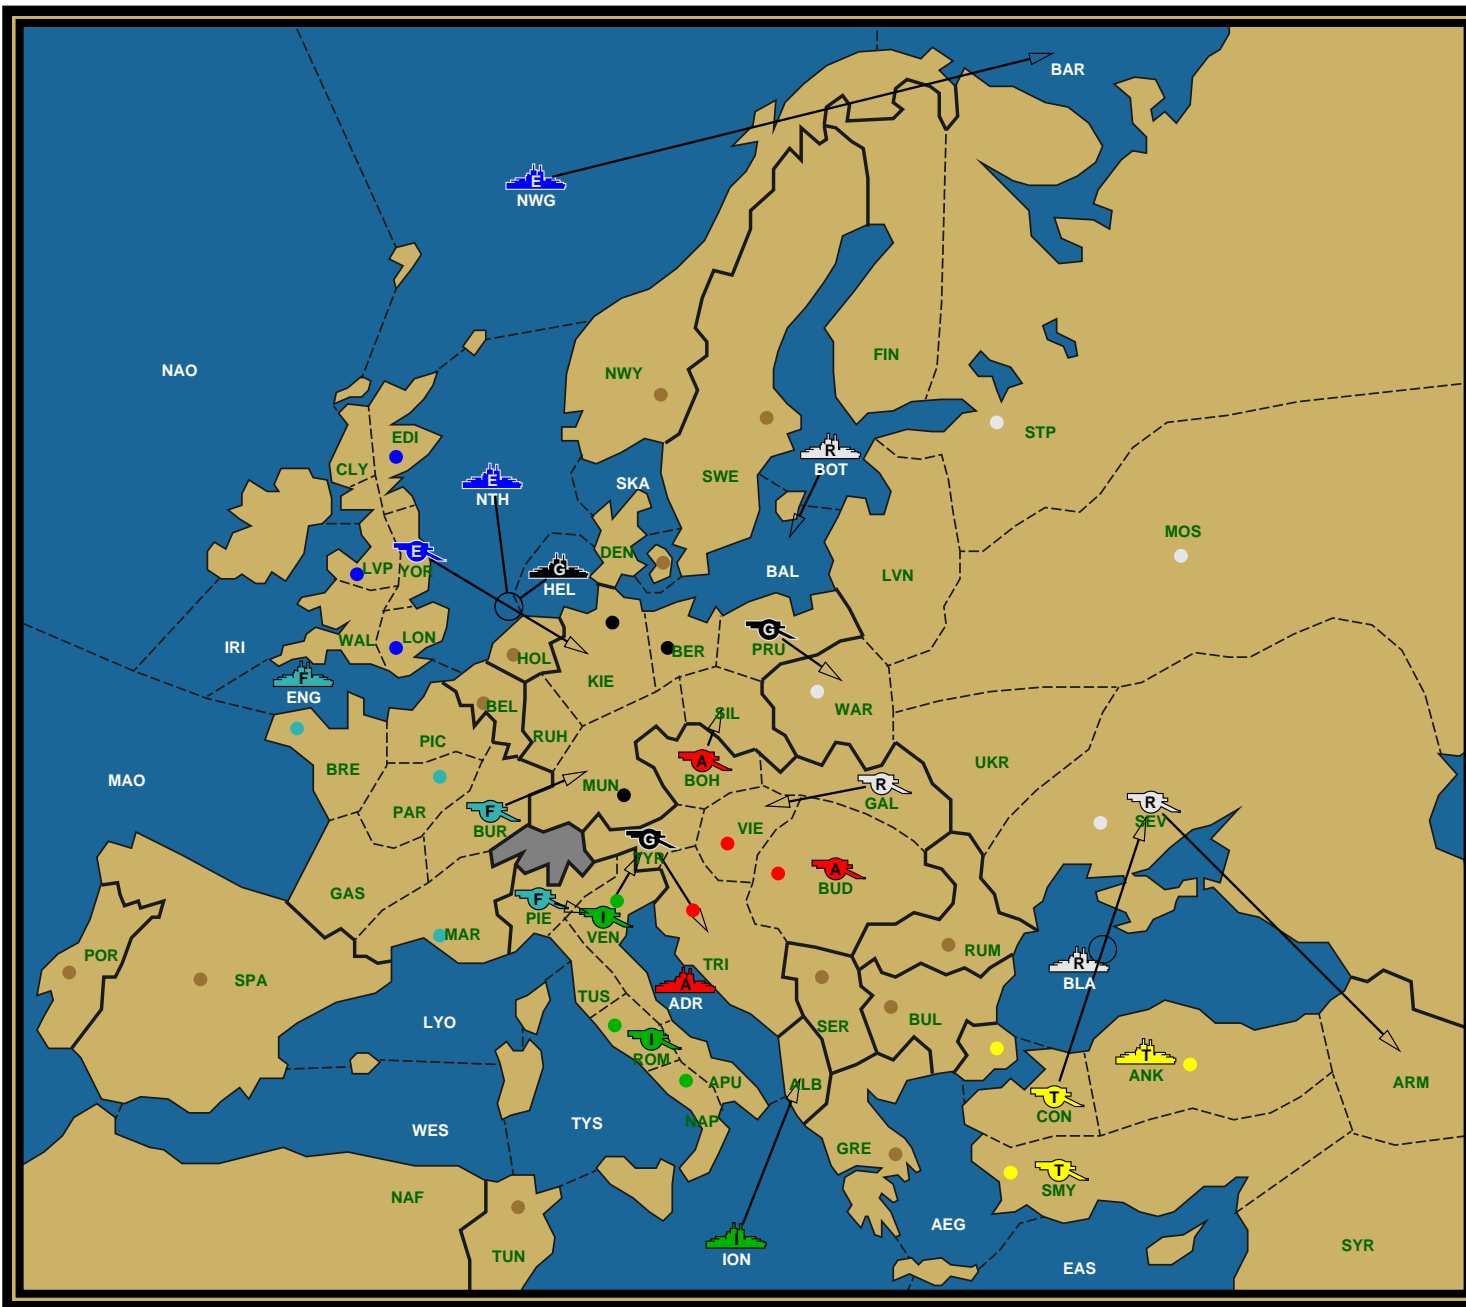 BAR
E
NWG
NAO
FIN
NWY
STP
EDI
R
BOT
CLY
SWE
E
NTH
SKA
MOS
E
LVP
YOR
DEN
G
HEL
BAL
LVN
WAL
LON
IRI
G
PRU
BER
HOL
KIE
F
ENG
BEL
SIL
WAR
PIC
RUH
A
BOH
UKR
BRE
MAO
MUN
R
GAL
R
SEV
PAR
F
BUR
VIE
G
TYR
A
BUD
GAS
F
PIE
I
VEN
MAR
POR
SPA
TRI
RUM
R
BLA
TUS
A
ADR
LYO
SER
BUL
I
ROM
T
ANK
ALB
APU
ARM
T
CON
NAP
TYS
WES
GRE
T
SMY
NAF
AEG
I
ION
TUN
SYR
EAS